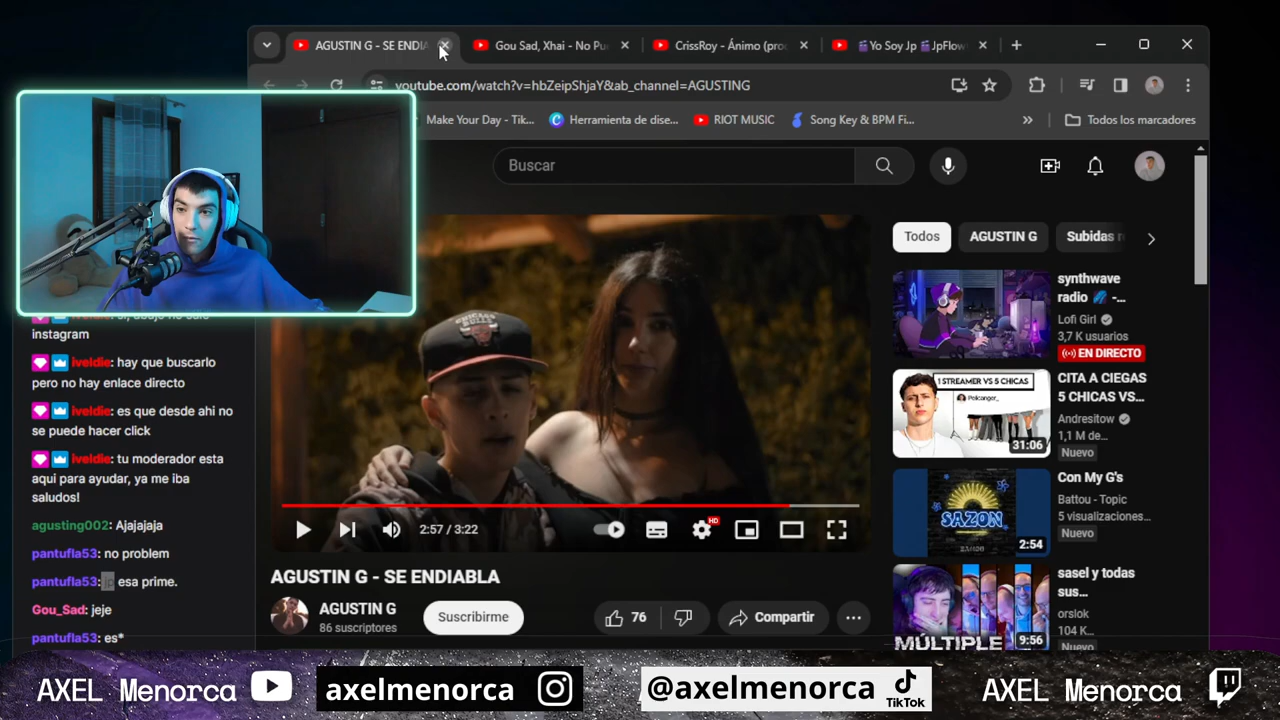 AGUSTIN G - SE ENDIA
Gou Sad, Xhai - No Pu
CrissRoy - Ánimo (pro
Yo Soy Jp 🎬 JpFlow
youtube.com/watch?v=hbZeipShjaY&ab_channel=AGUSTING
Make Your Day - Tik...
Herramienta de dise...
RIOT MUSIC
Song Key & BPM Fi...
Todos los marcadores
Buscar
Todos
AGUSTIN G
Subidas
CHICAGO BULLS
2:57 / 3:22
HD
AGUSTIN G - SE ENDIABLA
AGUSTIN G
86 suscriptores
Suscribirme
76
Compartir
synthwave
radio 🌌 -...
Lofi Girl
3,7 K usuarios
EN DIRECTO
1 STREAMER VS 5 CHICAS
Policanger_
31:06
CITA A CIEGAS
5 CHICAS VS...
Andresitow
1,1 M de...
Nuevo
SAZON
2:54
Con My G's
Battou - Topic
5 visualizaciones...
Nuevo
MÚLTIPLE
9:56
sasel y todas
sus...
orslok
104 K...
Nuevo
instagram
iveldie: hay que buscarlo
pero no hay enlace directo
iveldie: es que desde ahi no
se puede hacer click
iveldie: tu moderador esta
aqui para ayudar, ya me iba
saludos!
agusting002: Ajajajaja
pantufla53: no problem
pantufla53: esa prime.
Gou_Sad: jeje
pantufla53: es*
AXEL Menorca
axelmenorca
@axelmenorca
TikTok
AXEL Menorca